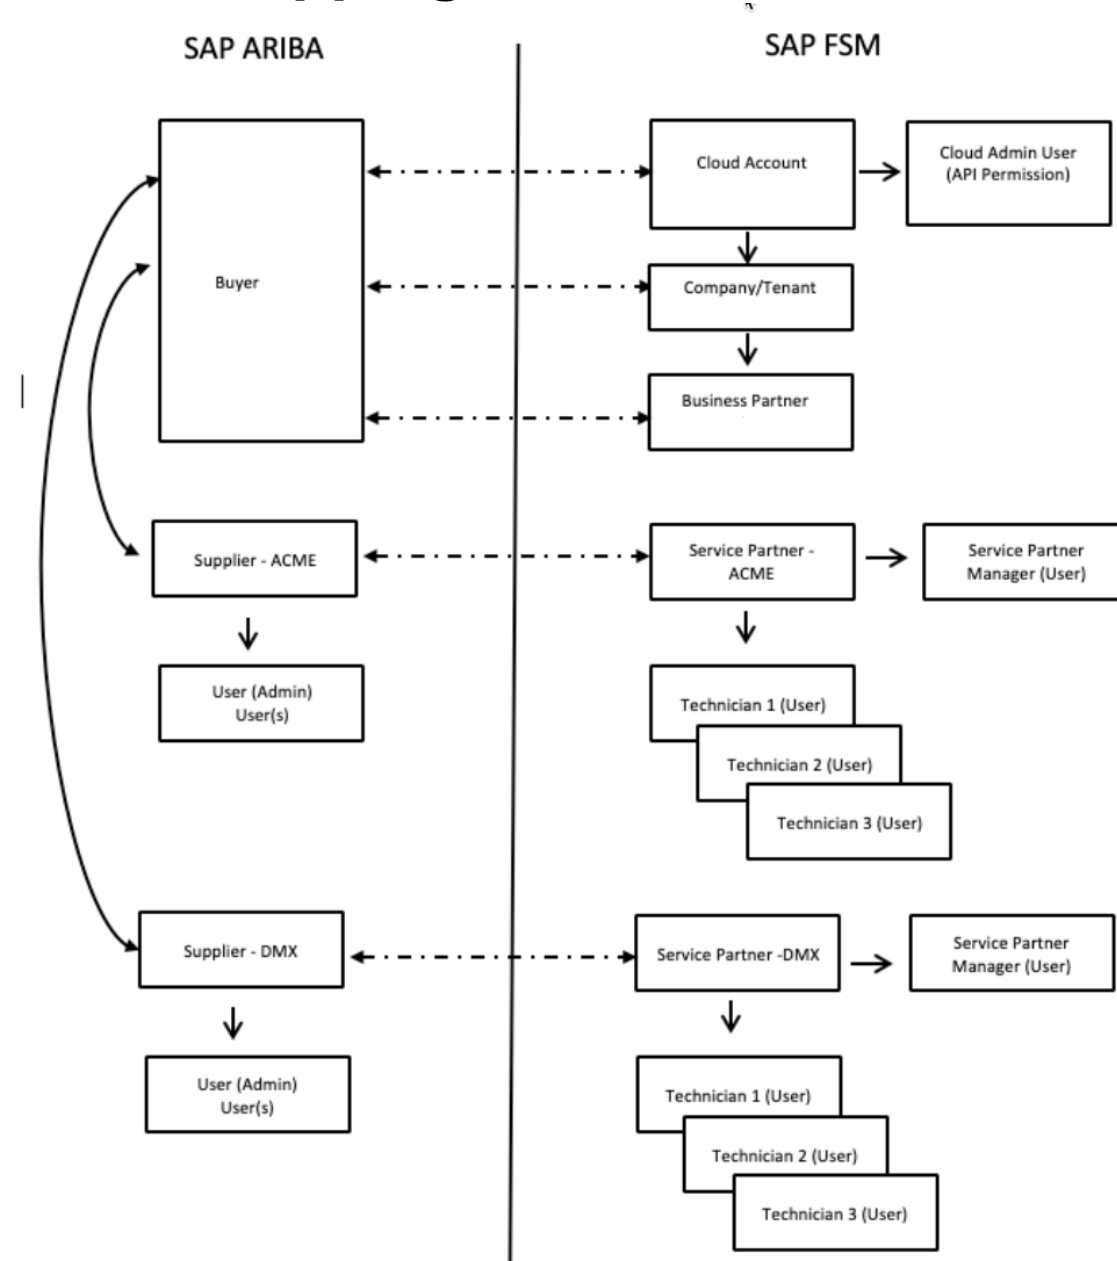 SAP ARIBA
SAP FSM
Buyer
Cloud Account
Cloud Admin User
(API Permission)
Company/Tenant
Business Partner
Supplier - ACME
Service Partner -
ACME
Service Partner
Manager (User)
User (Admin)
User(s)
Technician 1 (User)
Technician 2 (User)
Technician 3 (User)
Supplier - DMX
Service Partner -DMX
Service Partner
Manager (User)
User (Admin)
User(s)
Technician 1 (User)
Technician 2 (User)
Technician 3 (User)